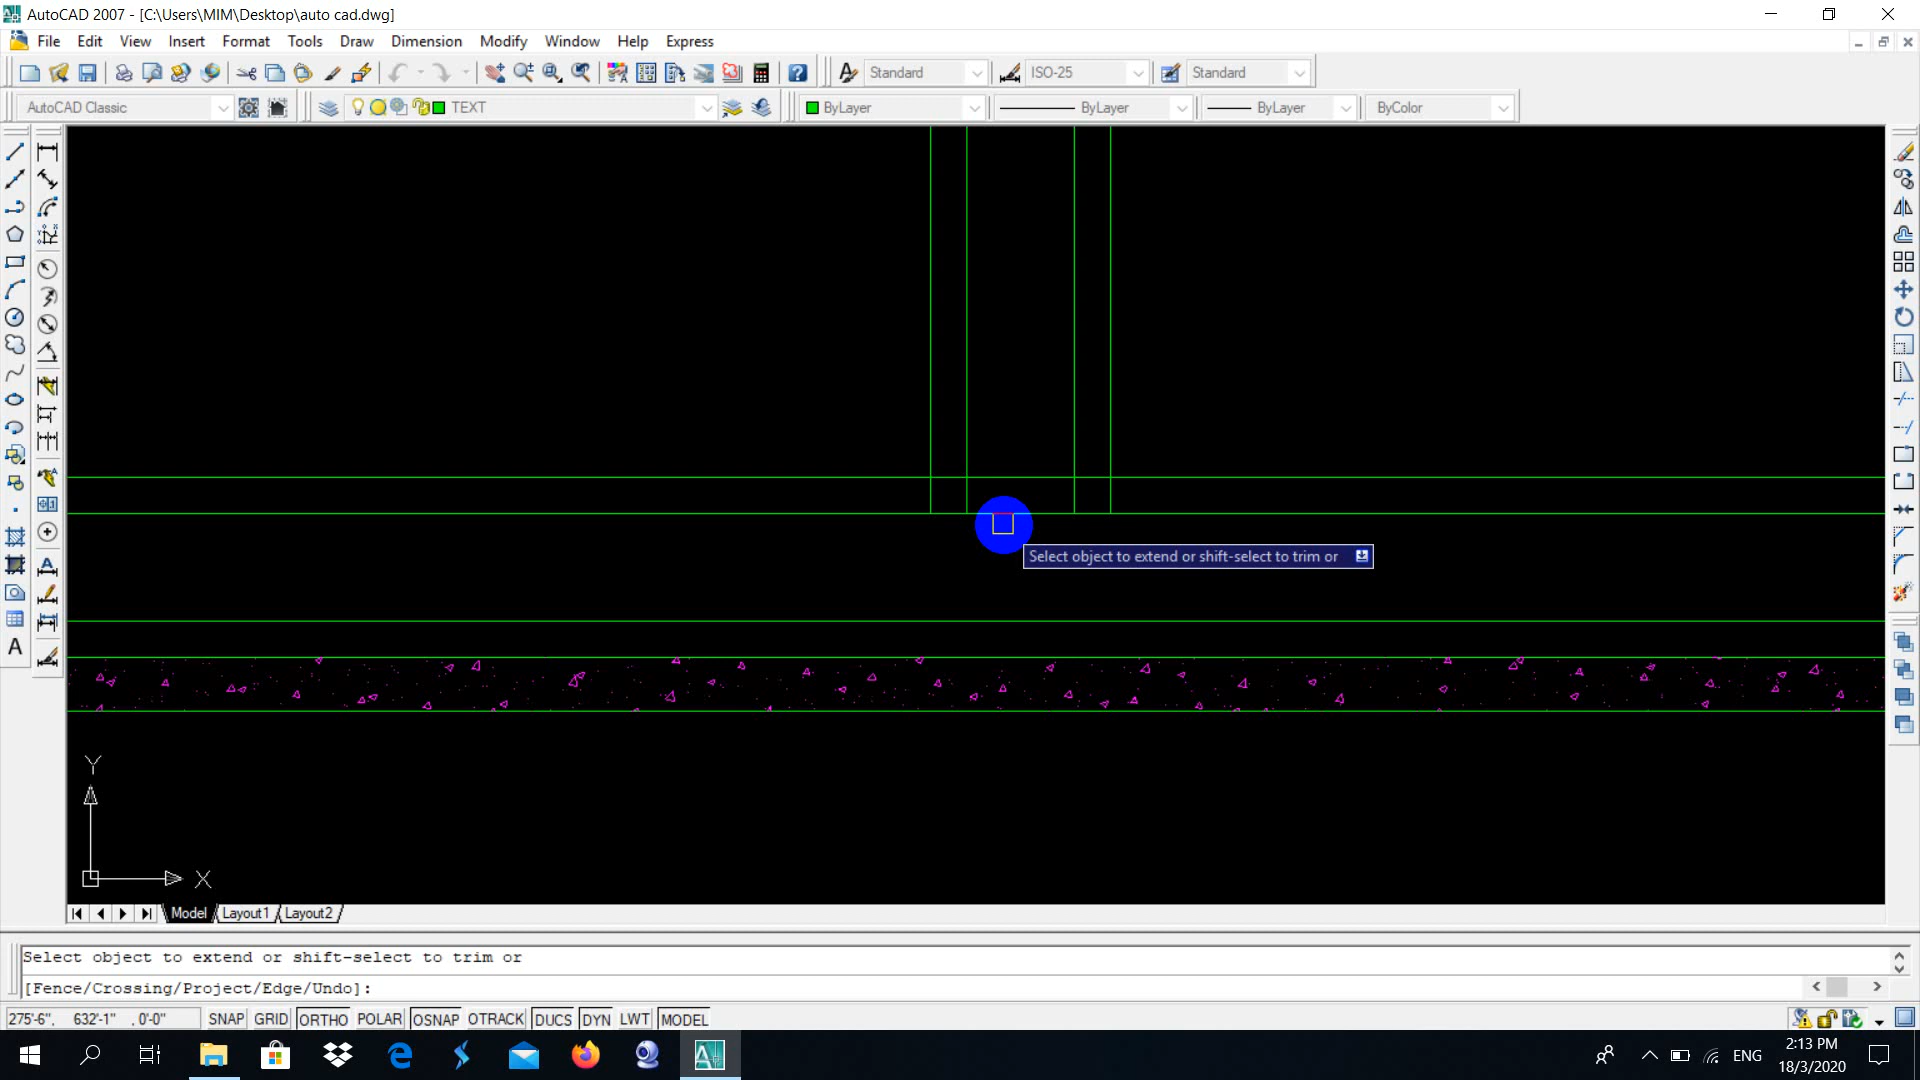 AutoCAD 2007 - [C:\Users\MIM\Desktop\auto cad.dwg]
File Edit View Insert Format Tools Draw Dimension Modify Window Help Express
Standard ISO-25 Standard
AutoCAD Classic TEXT ByLayer ByLayer ByLayer ByColor
Select object to extend or shift-select to trim or
Y
X
A
Model Layout1 Layout2
Select object to extend or shift-select to trim or
[Fence/Crossing/Project/Edge/Undo]:
275'-6", 632'-1" , 0'-0" SNAP GRID ORTHO POLAR OSNAP OTRACK DUCS DYN LWT MODEL
ENG
2:13 PM
18/3/2020